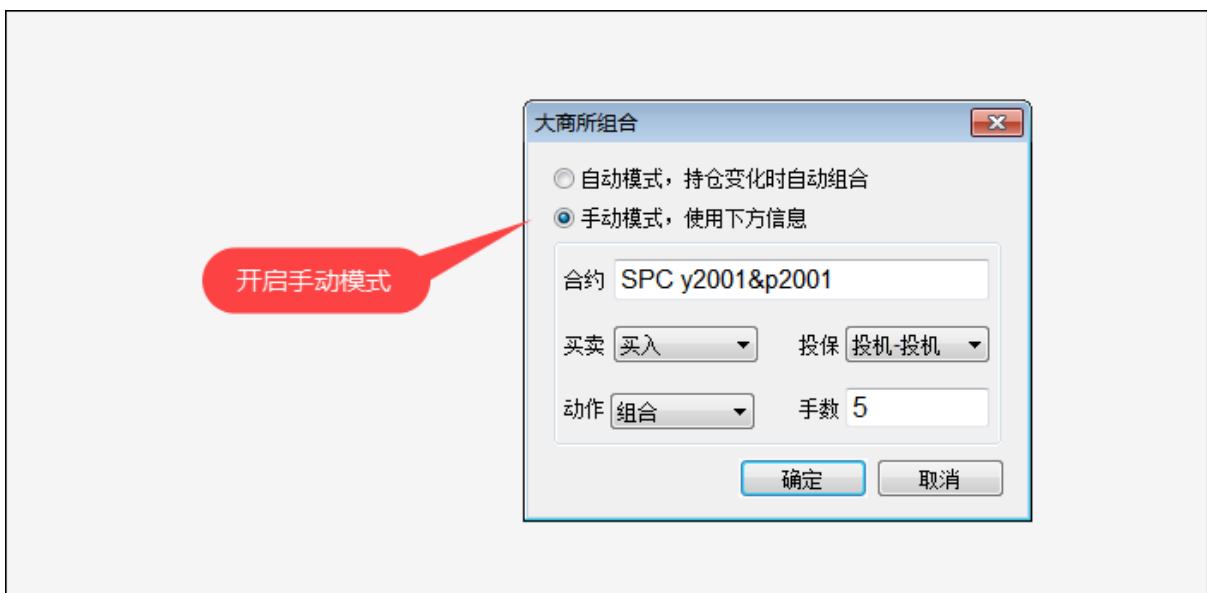 大商所组合
自动模式，持仓变化时自动组合
手动模式，使用下方信息
开启手动模式
合约 SPC y2001&p2001
买卖 买入 投保 投机-投机
动作 组合 手数 5
确定 取消